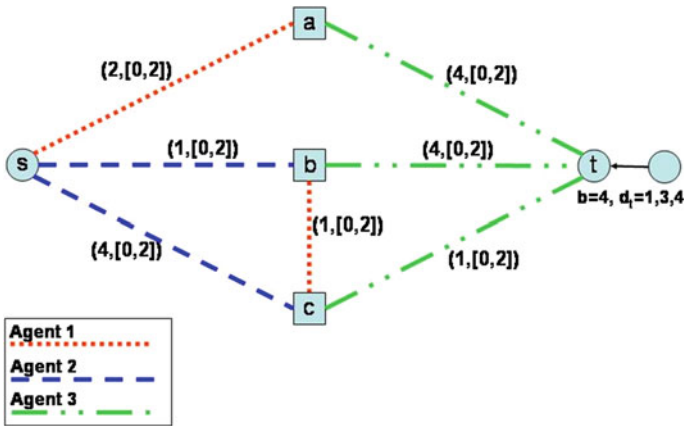 a
(2,[0,2])
(4,[0,2])
s
(1,[0,2])
b
(4,[0,2])
t
b=4, dt=1,3,4
(1,[0,2])
(4,[0,2])
(1,[0,2])
c
Agent 1
Agent 2
Agent 3